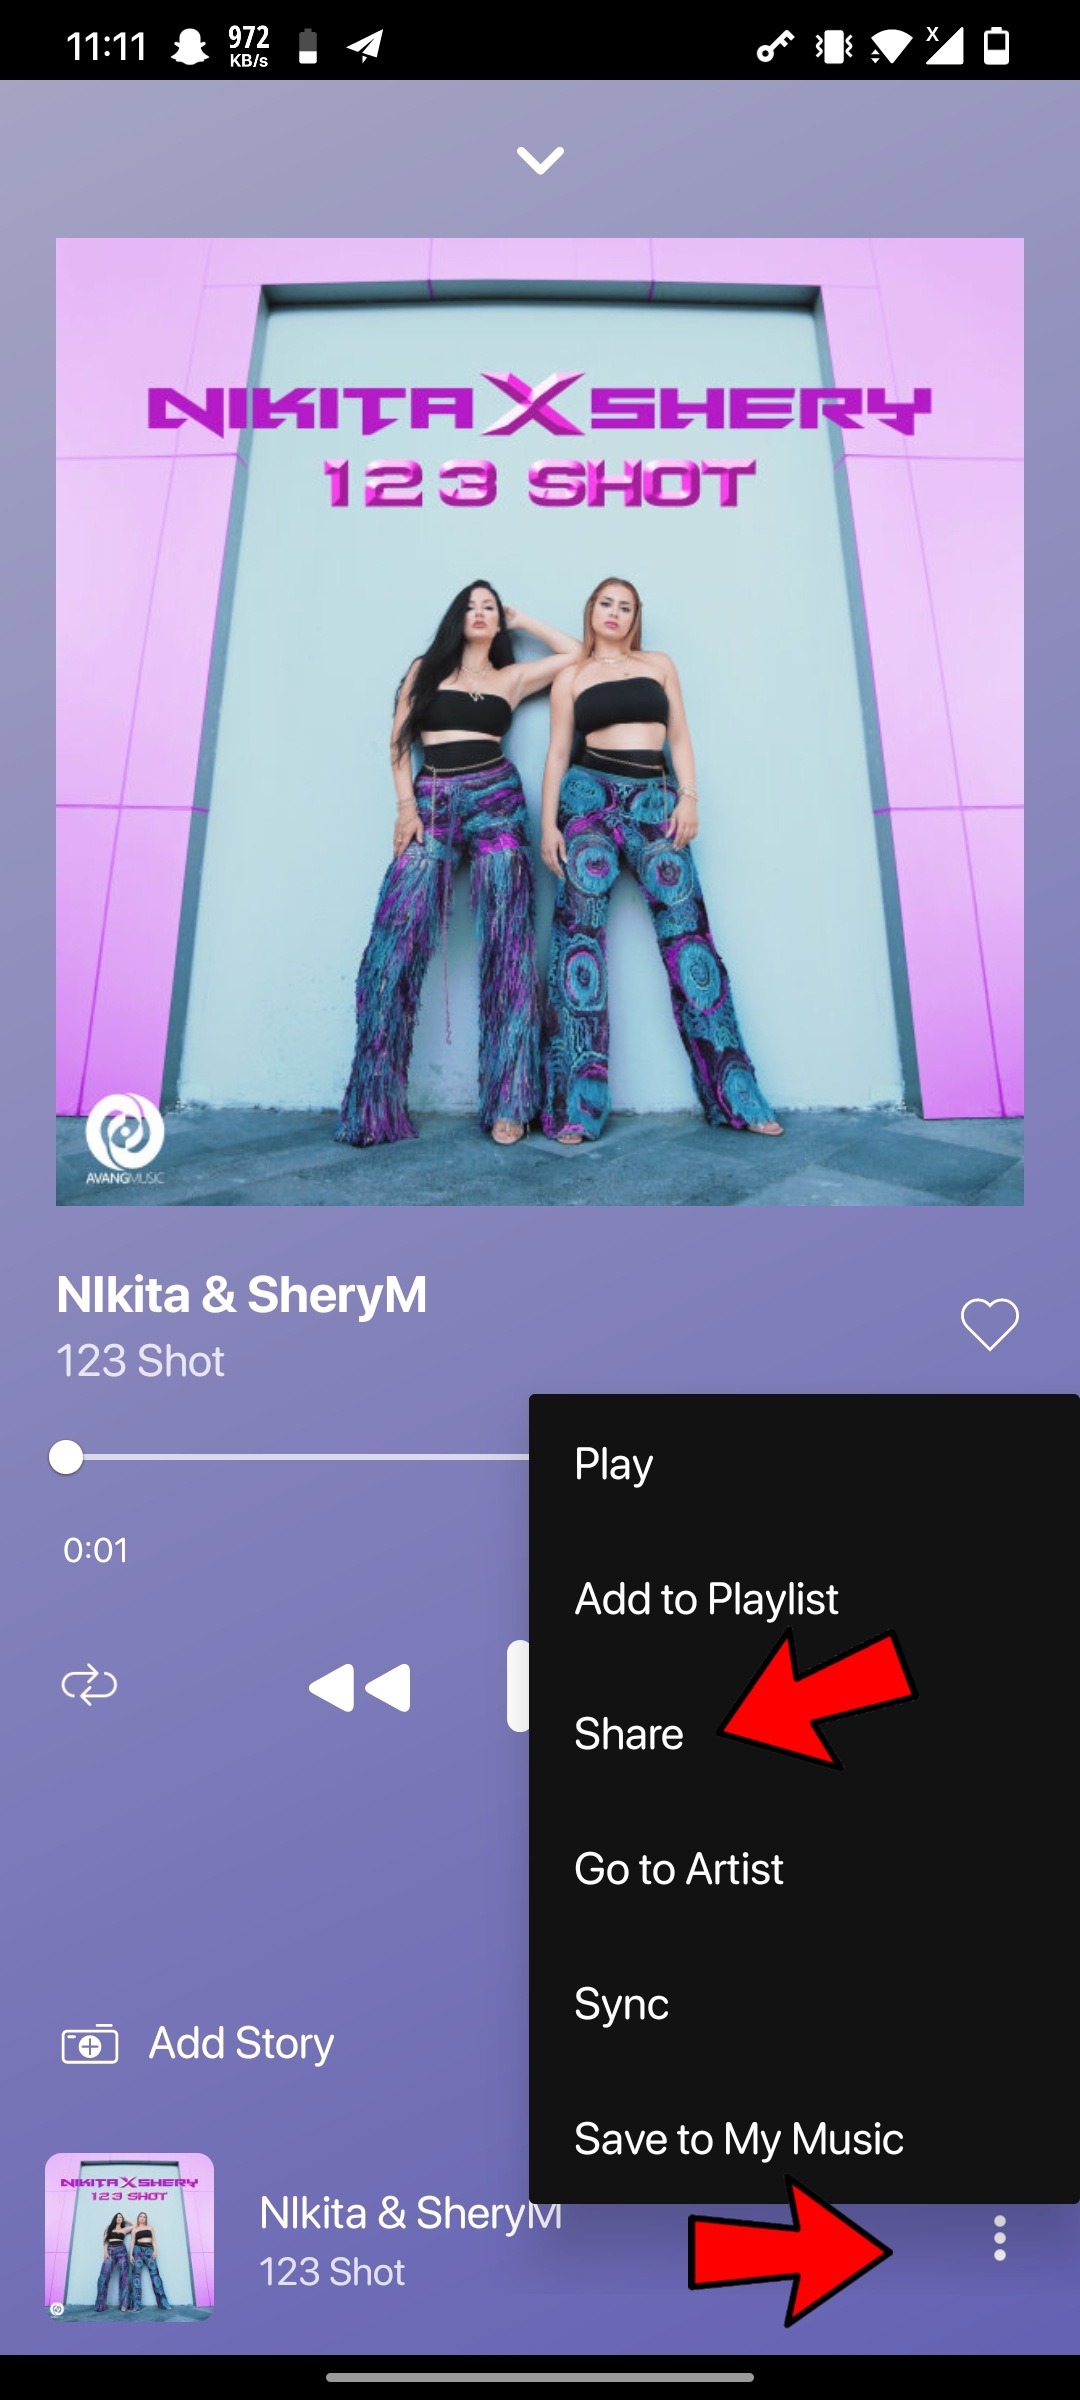 11:11
972
KB/s
X
NIKITA X SHERY
123 SHOT
AVANGMUSIC
NIkita & SheryM
123 Shot
0:01
Play
Add to Playlist
Share
Go to Artist
Sync
Save to My Music
Add Story
NIKITA X SHERY
123 SHOT
NIkita & SheryM
123 Shot